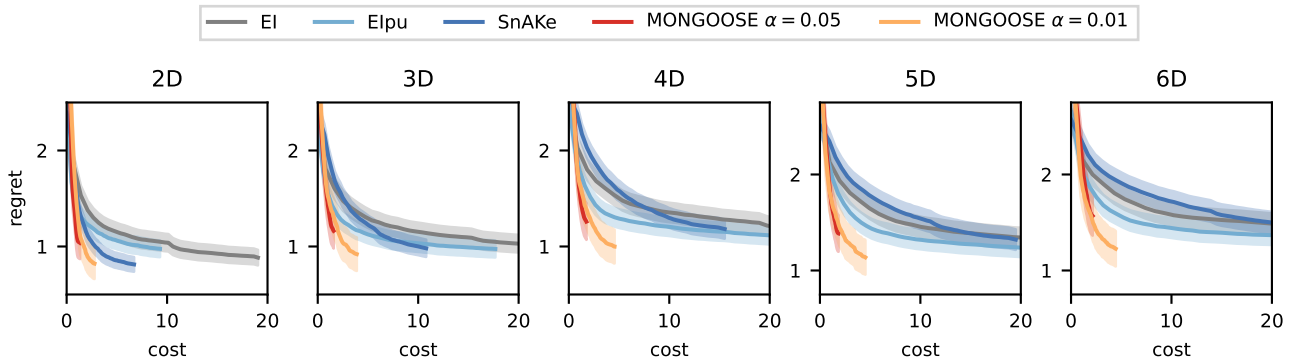 EI EIpu SnAKe MONGOOSE α = 0.05 MONGOOSE α = 0.01
2D 3D 4D 5D 6D
regret
2 2 2 2 2
1 1 1 1 1
0 10 20 0 10 20 0 10 20 0 10 20 0 10 20
cost cost cost cost cost